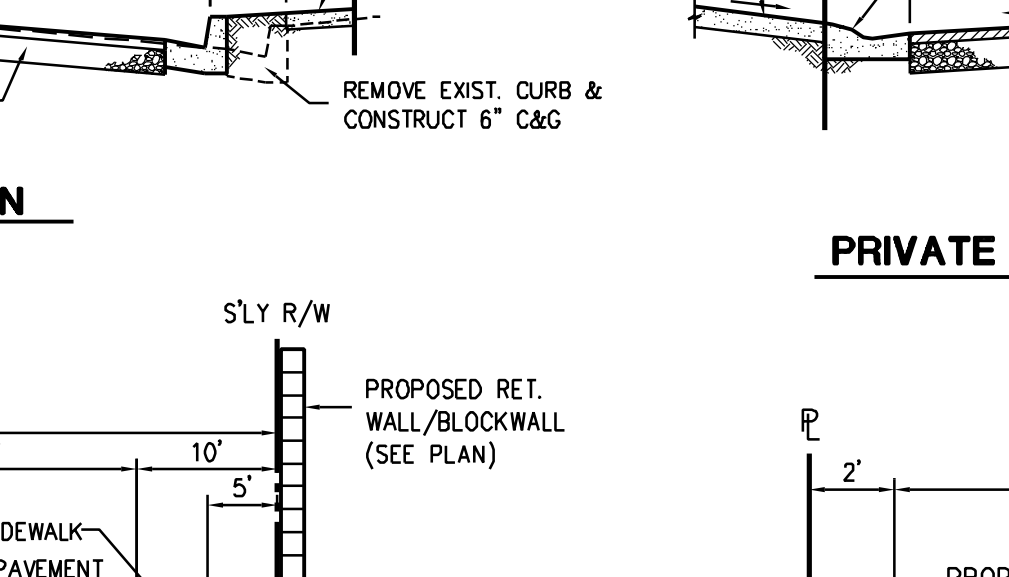 REMOVE EXIST. CURB &
CONSTRUCT 6" C&G
N
PRIVATE
S'LY R/W
PROPOSED RET.
WALL/BLOCKWALL
(SEE PLAN)
PL
10'
2'
5'
DEWALK
PAVEMENT
PROP